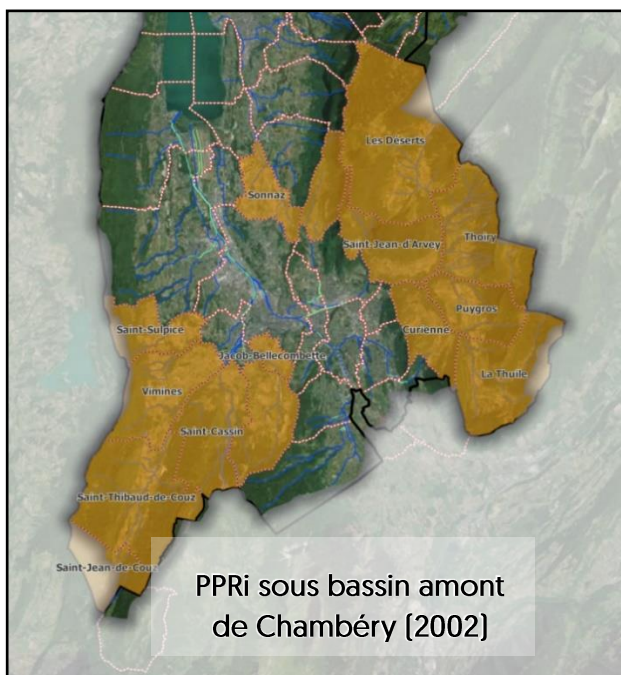 Les Déserts
Sonnaz
Saint-Jean-d'Arvey
Thoiry
Puygros
Saint-Sulpice
Curienne
Jacob-Bellecombette
La Thuile
Vimines
Saint-Cassin
Saint-Thibaud-de-Couz
Saint-Jean-de-Couz
PPRi sous bassin amont
de Chambéry (2002)